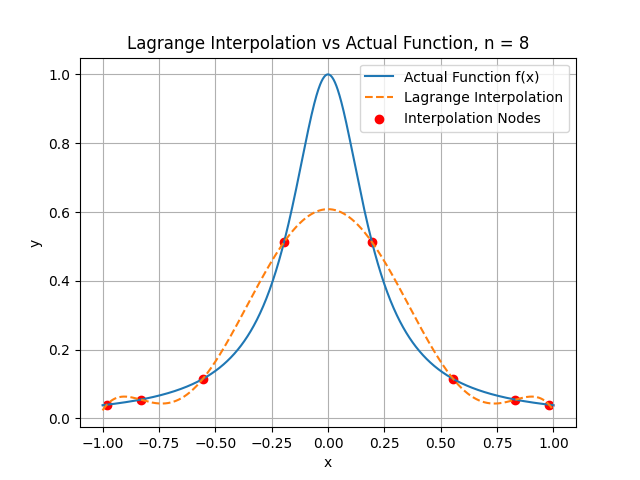 Lagrange Interpolation vs Actual Function, n = 8
Actual Function f(x)
Lagrange Interpolation
Interpolation Nodes
y
1.0
0.8
0.6
0.4
0.2
0.0
−1.00 −0.75 −0.50 −0.25 0.00 0.25 0.50 0.75 1.00
x